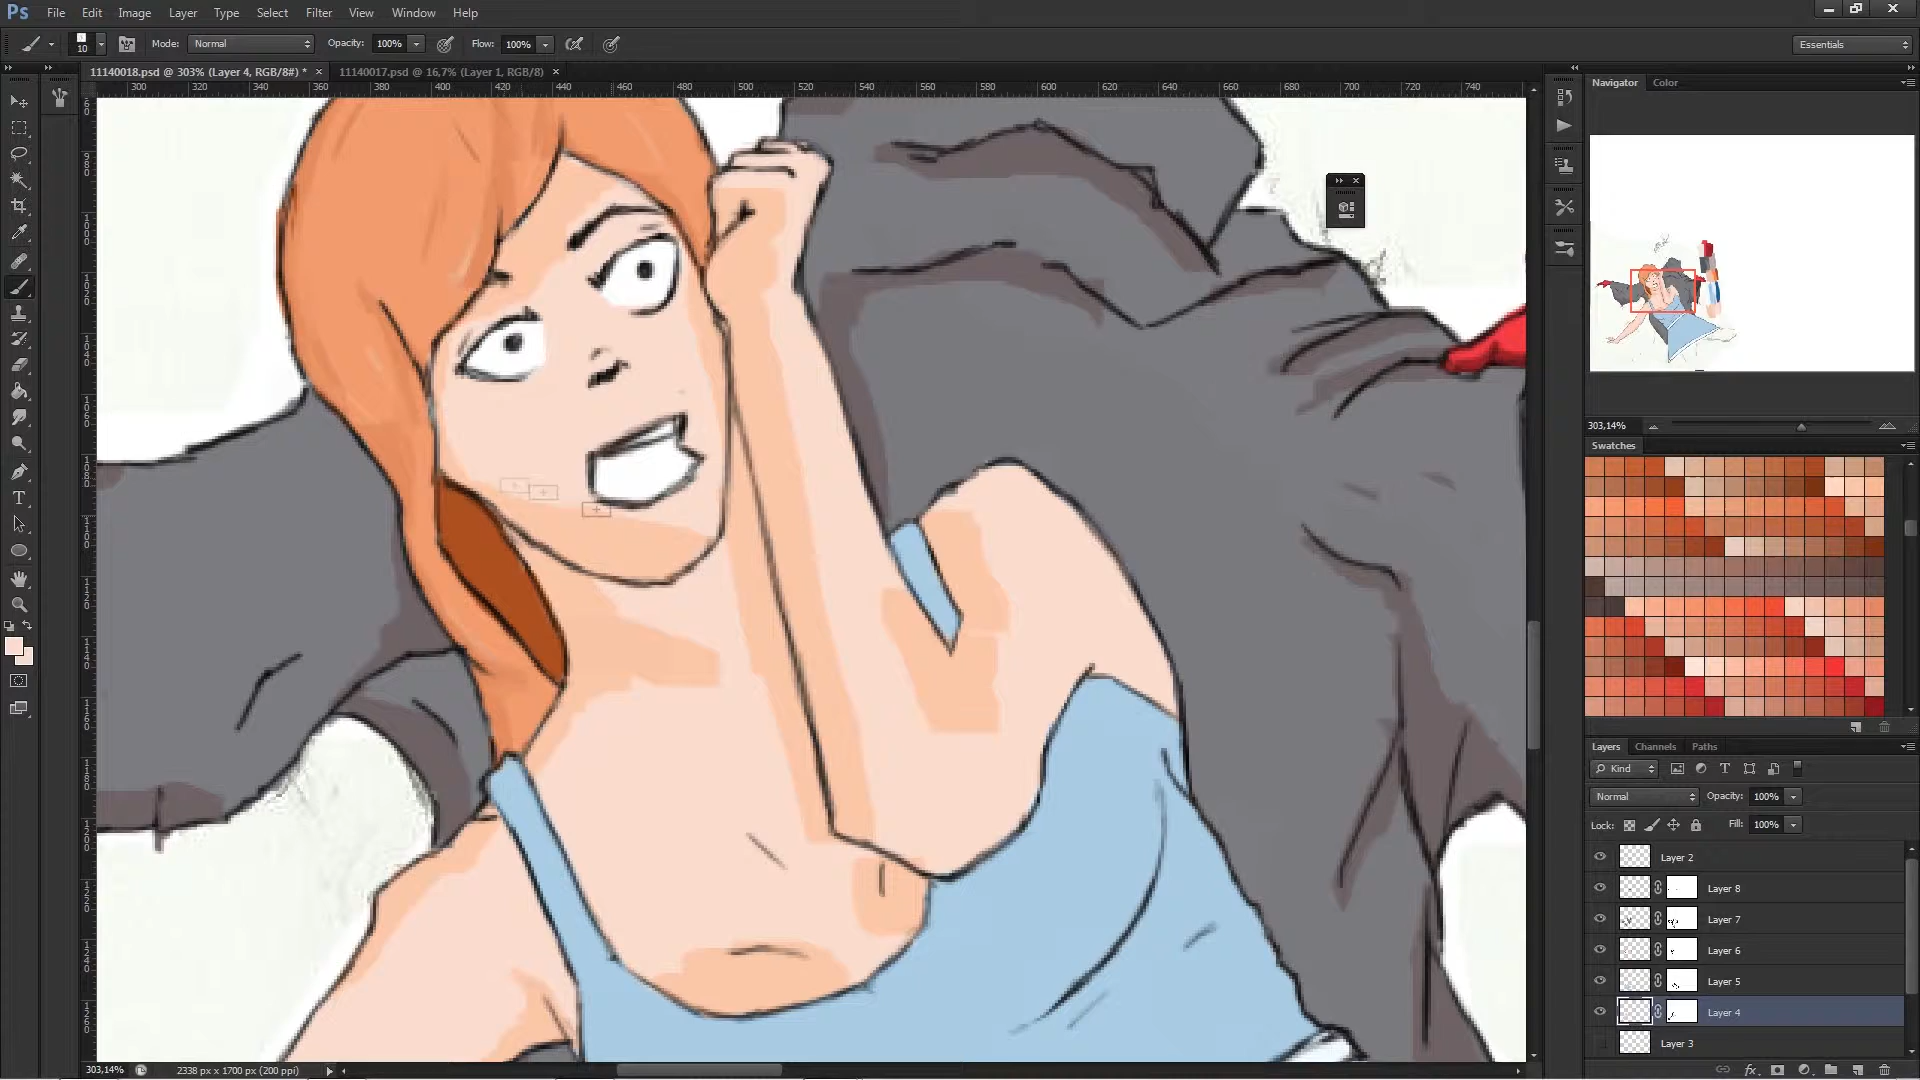 Ps File Edit Image Layer Type Select Filter View Window Help
10 Mode: Normal Opacity: 100% Flow: 100% Essentials
11140018.psd @ 303% (Layer 4, RGB/8#) * × 11140017.psd @ 16,7% (Layer 1, RGB/8) ×
300 320 340 360 380 400 420 440 460 480 500 520 540 560 580 600 620 640 660 680 700 720 740
Navigator Color
303,14%
Swatches
Layers Channels Paths
Kind
Normal Opacity: 100%
Lock: Fill: 100%
Layer 2
Layer 8
Layer 7
Layer 6
Layer 5
Layer 4
Layer 3
303,14% 2338 px x 1700 px (200 ppi)